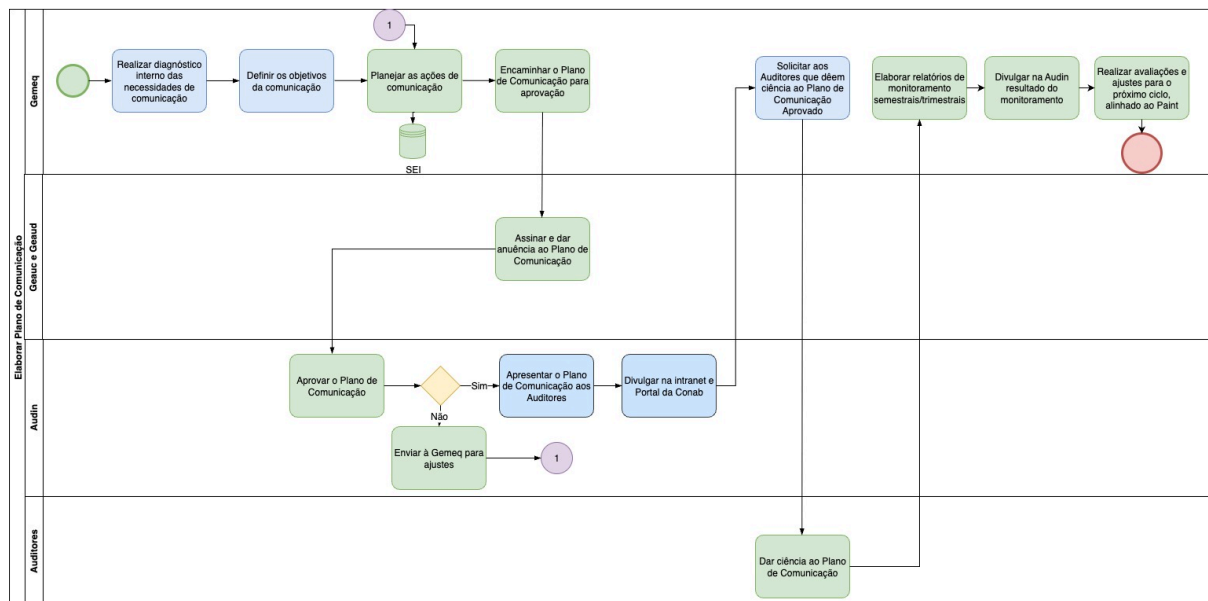 Elaborar Plano de Comunicação
Gemeq
1
Realizar diagnóstico
interno das
necessidades de
comunicação
Definir os objetivos
da comunicação
Planejar as ações de
comunicação
SEI
Encaminhar o Plano
de Comunicação para
aprovação
Solicitar aos
Auditores que dêem
ciência ao Plano de
Comunicação
Aprovado
Elaborar relatórios de
monitoramento
semestrais/trimestrais
Divulgar na Audin
resultado do
monitoramento
Realizar avaliações e
ajustes para o
próximo ciclo,
alinhado ao Paint
Geauc e Geaud
Assinar e dar
anuência ao Plano de
Comunicação
Audin
Aprovar o Plano de
Comunicação
Sim
Não
Apresentar o Plano
de Comunicação aos
Auditores
Divulgar na intranet e
Portal da Conab
Enviar à Gemeq para
ajustes
1
Auditores
Dar ciência ao Plano
de Comunicação